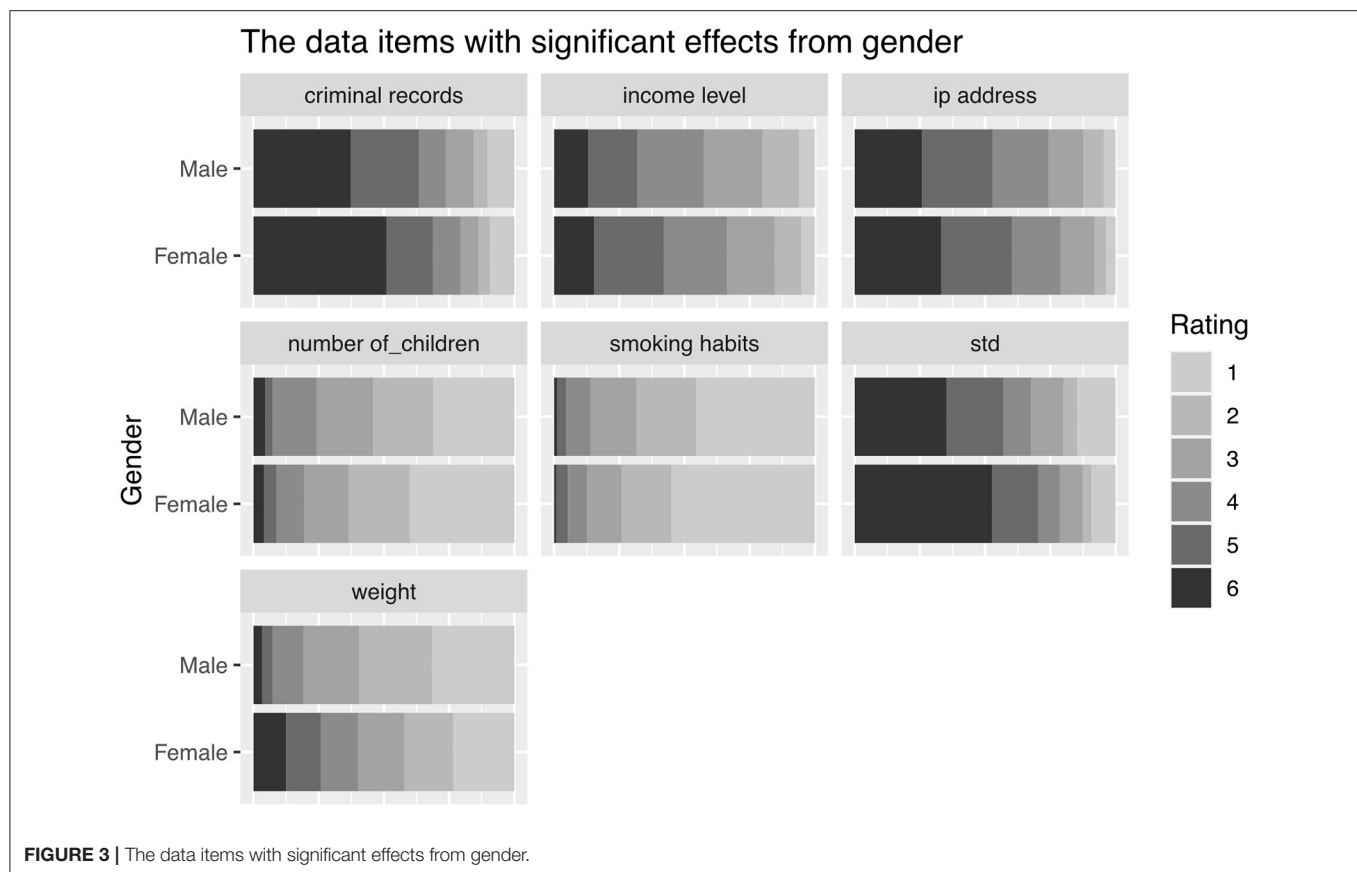 The data items with significant effects from gender
criminal records
income level
ip address
Male
Female
number of_children
smoking habits
std
Male
Female
weight
Male
Female
Gender
Rating
1
2
3
4
5
6
FIGURE 3 | The data items with significant effects from gender.